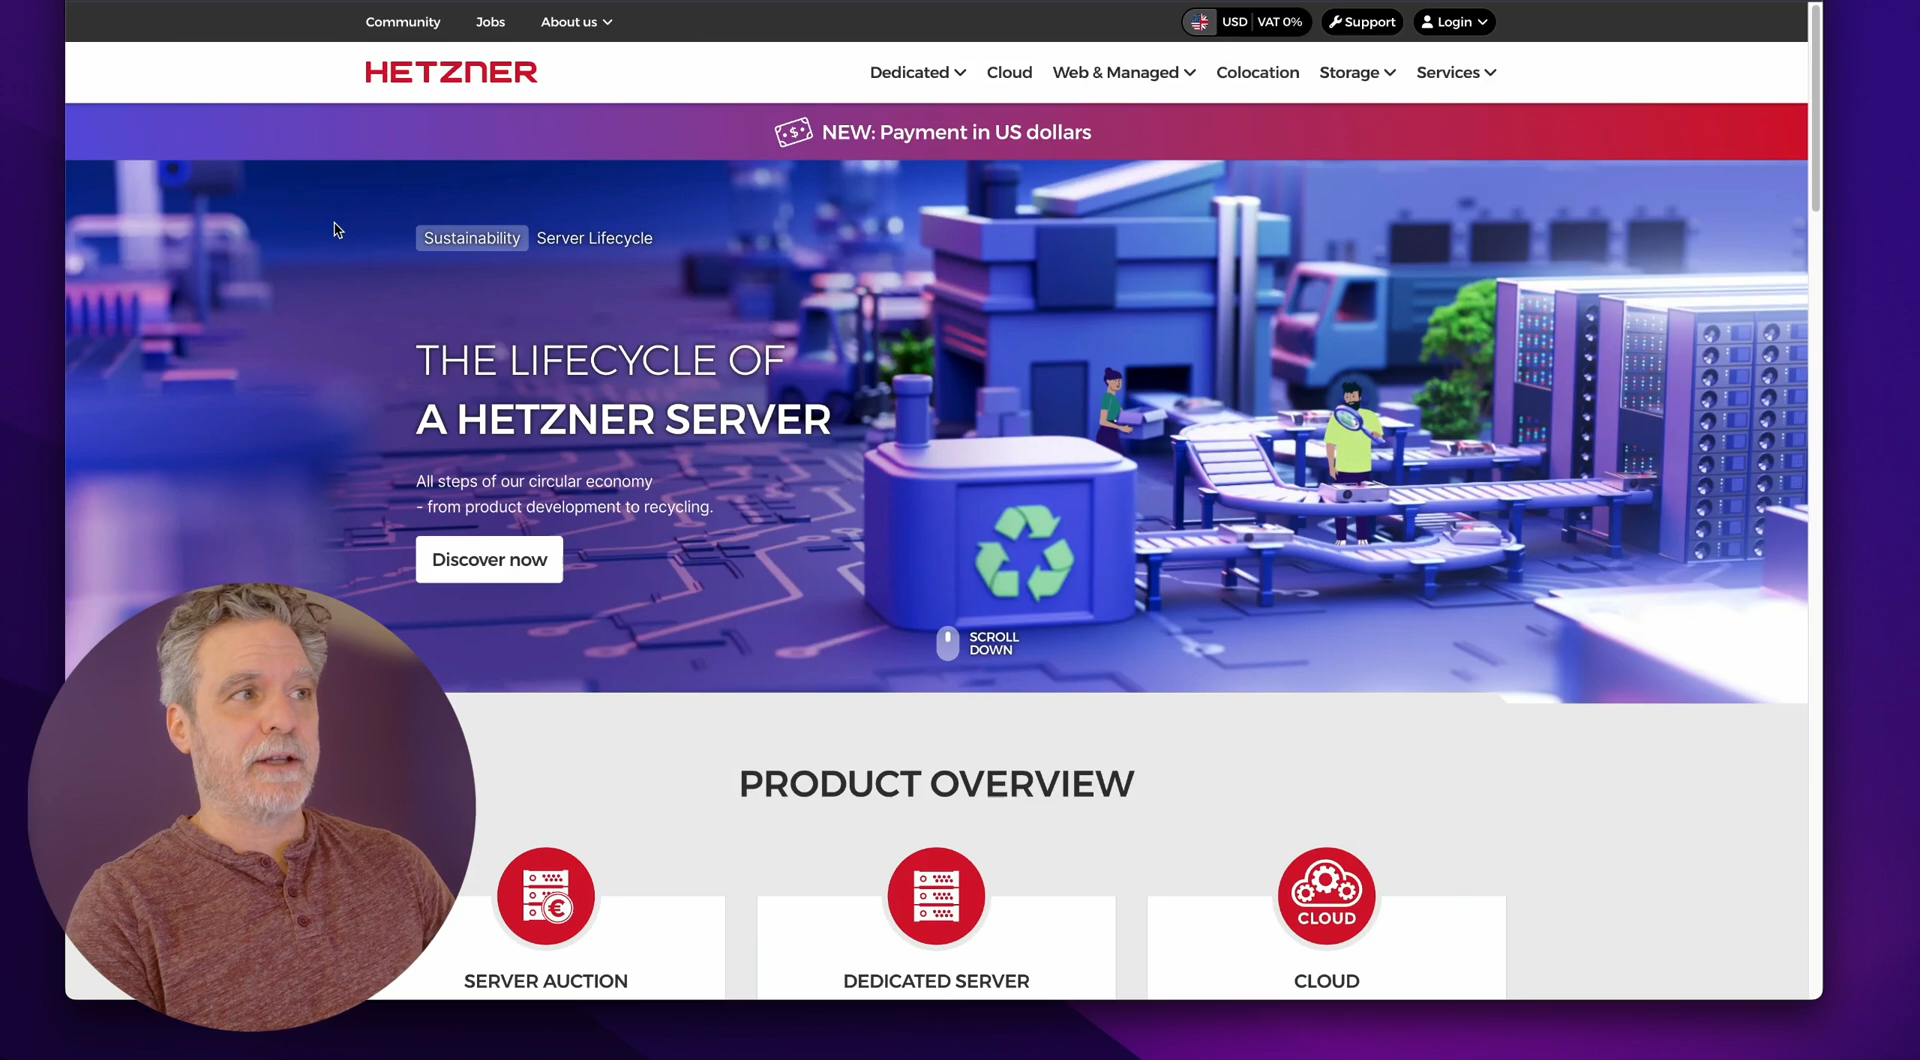 Community
Jobs
About us
USD
VAT 0%
Support
Login
HETZNER
Dedicated
Cloud
Web & Managed
Colocation
Storage
Services
NEW: Payment in US dollars
Sustainability
Server Lifecycle
THE LIFECYCLE OF
A HETZNER SERVER
All steps of our circular economy
- from product development to recycling.
Discover now
SCROLL
DOWN
PRODUCT OVERVIEW
€
CLOUD
SERVER AUCTION
DEDICATED SERVER
CLOUD